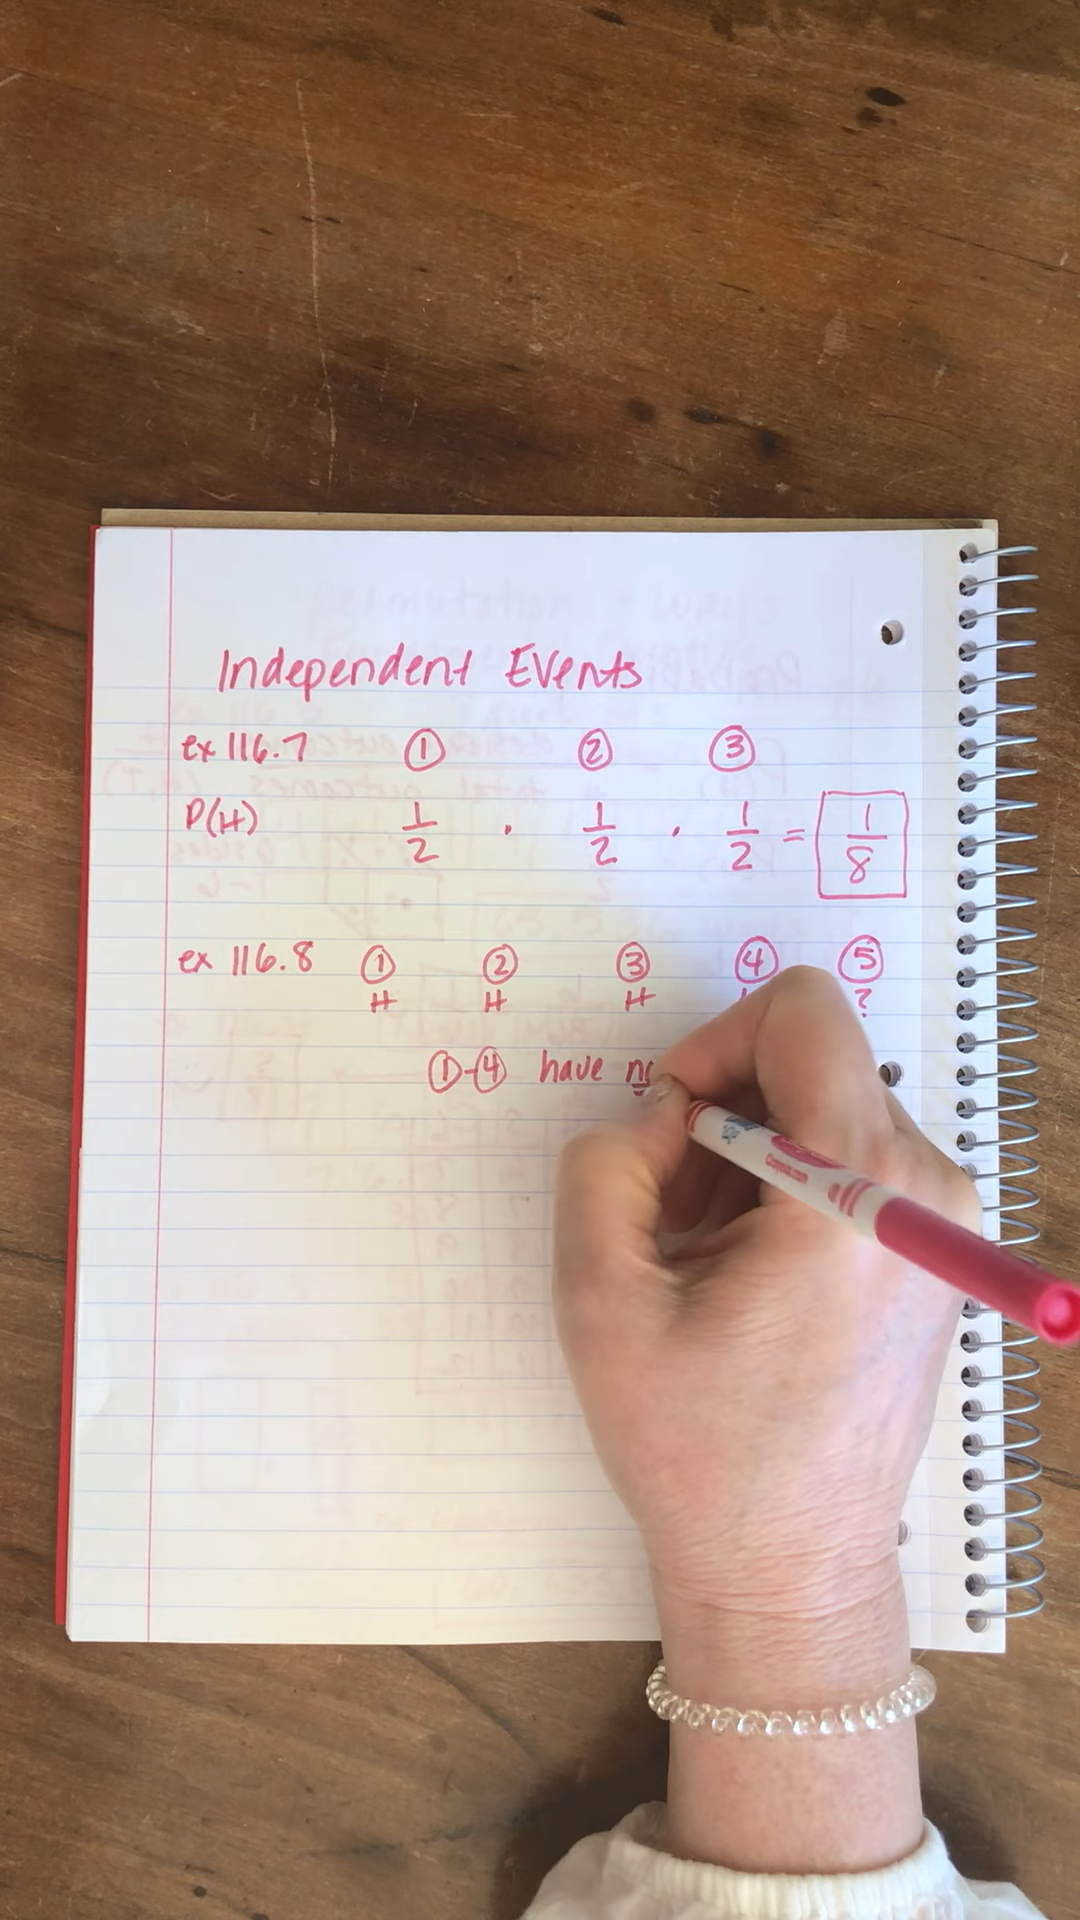 Independent Events
ex 116.7 ① ② ③
P(H) 1/2 · 1/2 · 1/2 = 1/8
ex 116.8 ① ② ③ ④ ⑤
H H H ?
①-④ have
Crayola